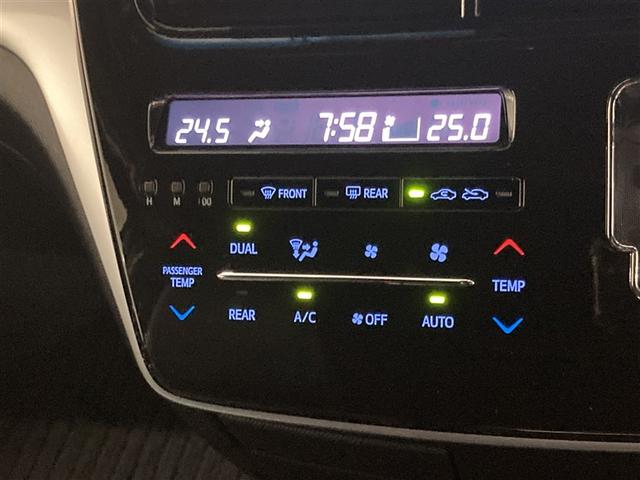 24.5 7:58 25.0
H M :00 FRONT REAR
DUAL
PASSENGER
TEMP
TEMP
REAR A/C OFF AUTO